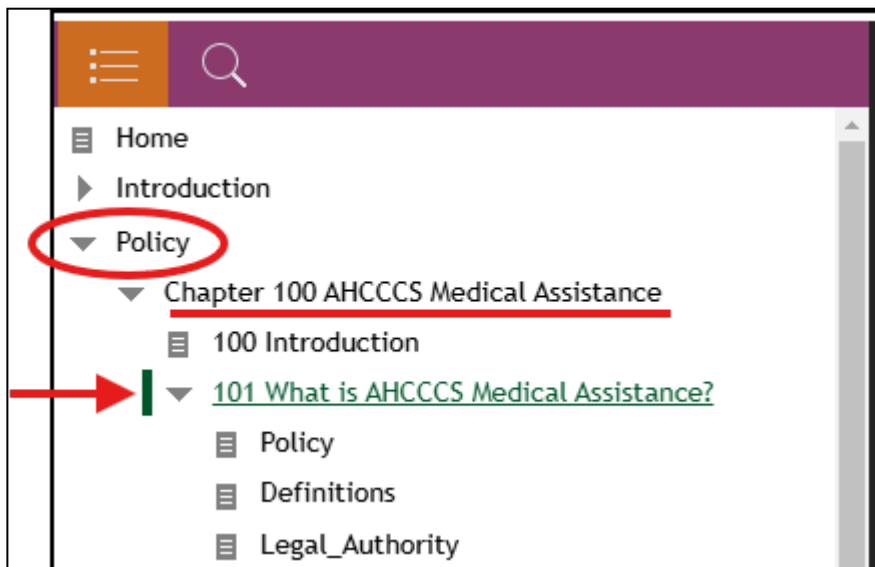 Home
Introduction
Policy
Chapter 100 AHCCCS Medical Assistance
100 Introduction
101 What is AHCCCS Medical Assistance?
Policy
Definitions
Legal_Authority